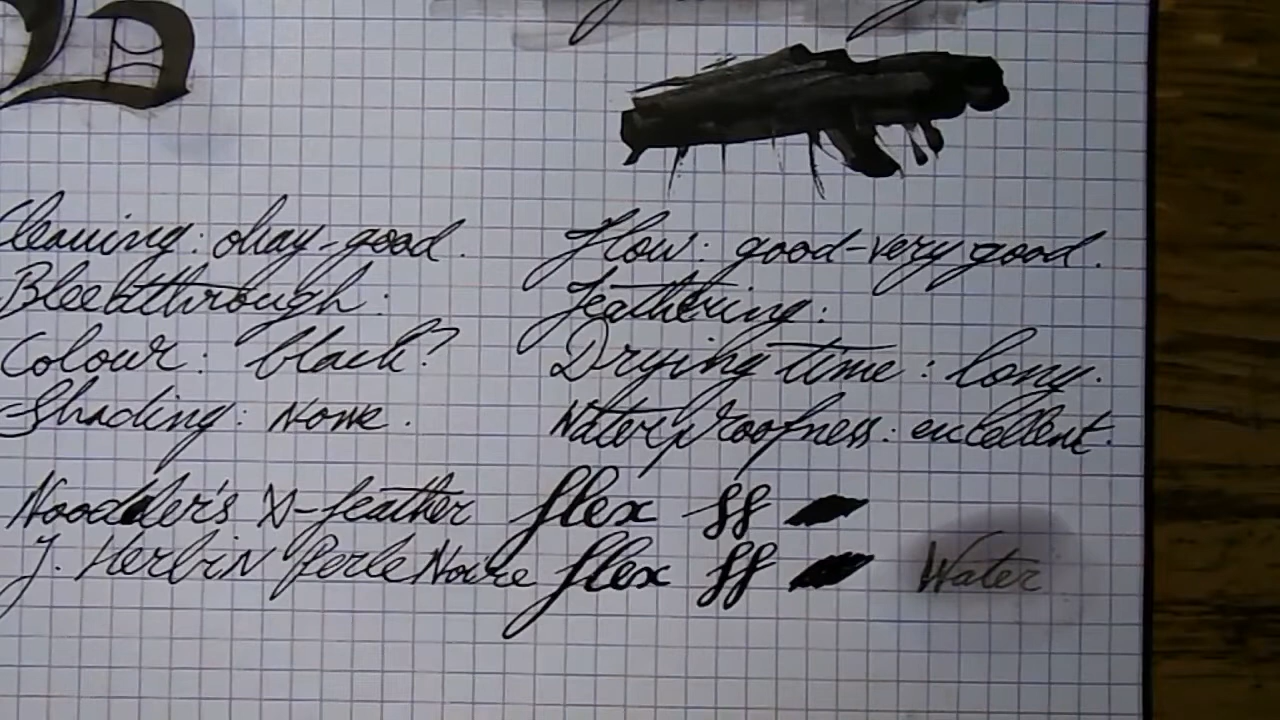 Cleaning: okay-good. Flow: good-very good.
Bleedthrough: Feathering:
Colour: black? Drying time: long.
Shading: None. Waterproofness: excellent.
Noodler's X-feather flex ff
J. Herbin Perle Noire flex ff Water